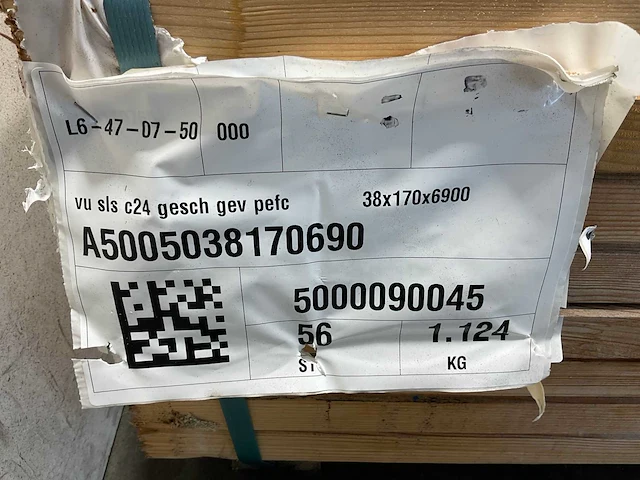 L6-47-07-50 000
vu sls c24 gesch gev pefc 38x170x6900
A5005038170690
5000090045
56 1.124
ST KG